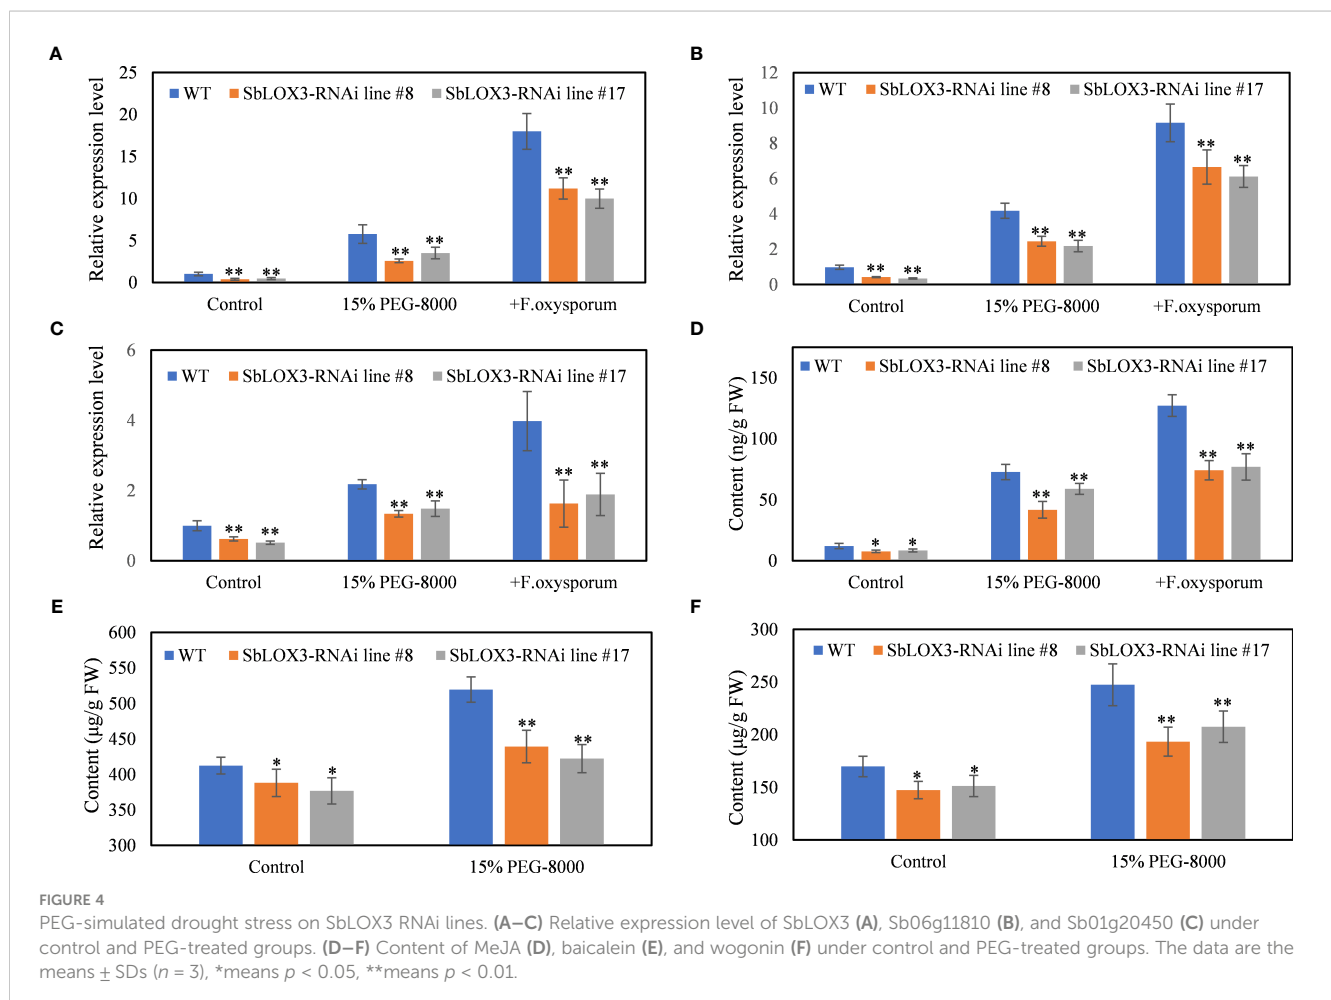 A
Relative expression level
25
20
15
10
5
0
WT SbLOX3-RNAi line #8 SbLOX3-RNAi line #17
** ** ** ** ** **
Control 15% PEG-8000 +F.oxysporum
B
Relative expression level
12
10
8
6
4
2
0
WT SbLOX3-RNAi line #8 SbLOX3-RNAi line #17
** ** ** ** ** **
Control 15% PEG-8000 +F.oxysporum
C
Relative expression level
6
4
2
0
WT SbLOX3-RNAi line #8 SbLOX3-RNAi line #17
** ** ** ** ** **
Control 15% PEG-8000 +F.oxysporum
D
Content (ng/g FW)
150
100
50
0
WT SbLOX3-RNAi line #8 SbLOX3-RNAi line #17
* * ** ** ** **
Control 15% PEG-8000 +F.oxysporum
E
Content (µg/g FW)
600
550
500
450
400
350
300
WT SbLOX3-RNAi line #8 SbLOX3-RNAi line #17
* * ** **
Control 15% PEG-8000
F
Content (µg/g FW)
300
250
200
150
100
WT SbLOX3-RNAi line #8 SbLOX3-RNAi line #17
* * ** **
Control 15% PEG-8000
FIGURE 4
PEG-simulated drought stress on SbLOX3 RNAi lines. (A–C) Relative expression level of SbLOX3 (A), Sb06g11810 (B), and Sb01g20450 (C) under
control and PEG-treated groups. (D–F) Content of MeJA (D), baicalein (E), and wogonin (F) under control and PEG-treated groups. The data are the
means ± SDs (n = 3), *means p < 0.05, **means p < 0.01.